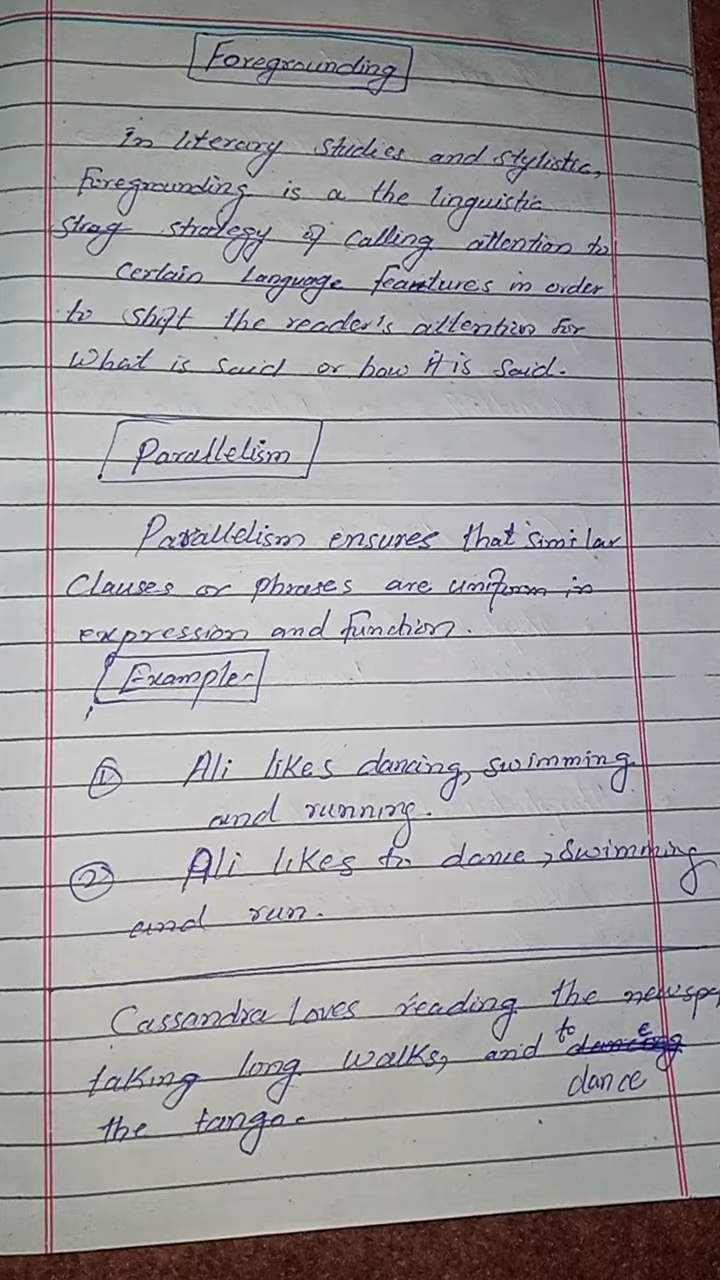 Foregrounding
In literary studies and stylistic,
foregrounding is a the linguistic
strag strategy of calling attention to
certain language features in order
to shift the reader's attention for
what is said or how it is said.
Parallelism
Parallelism ensures that similar
Clauses or phrases are uniform in
expression and function.
Example-
① Ali likes dancing, swimming
and running.
② Ali likes to dance, swimming
and run.
Cassandra loves reading the newspe
taking long walks, and to
dance
the tango.